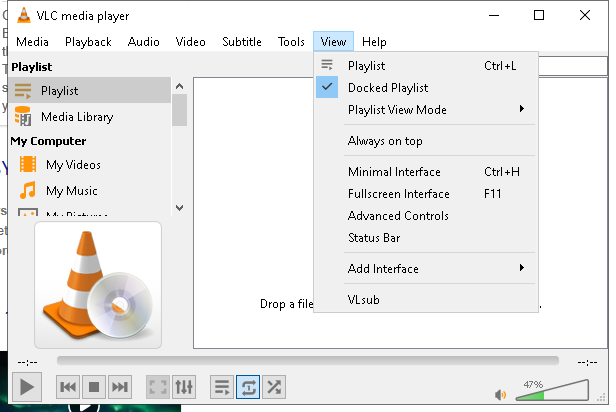 VLC media player
Media Playback Audio Video Subtitle Tools View Help
Playlist
Playlist
Media Library
My Computer
My Videos
My Music
My Pictures
Playlist Ctrl+L
Docked Playlist
Playlist View Mode
Always on top
Minimal Interface Ctrl+H
Fullscreen Interface F11
Advanced Controls
Status Bar
Add Interface
VLsub
Drop a file
--:-- --:--
47%